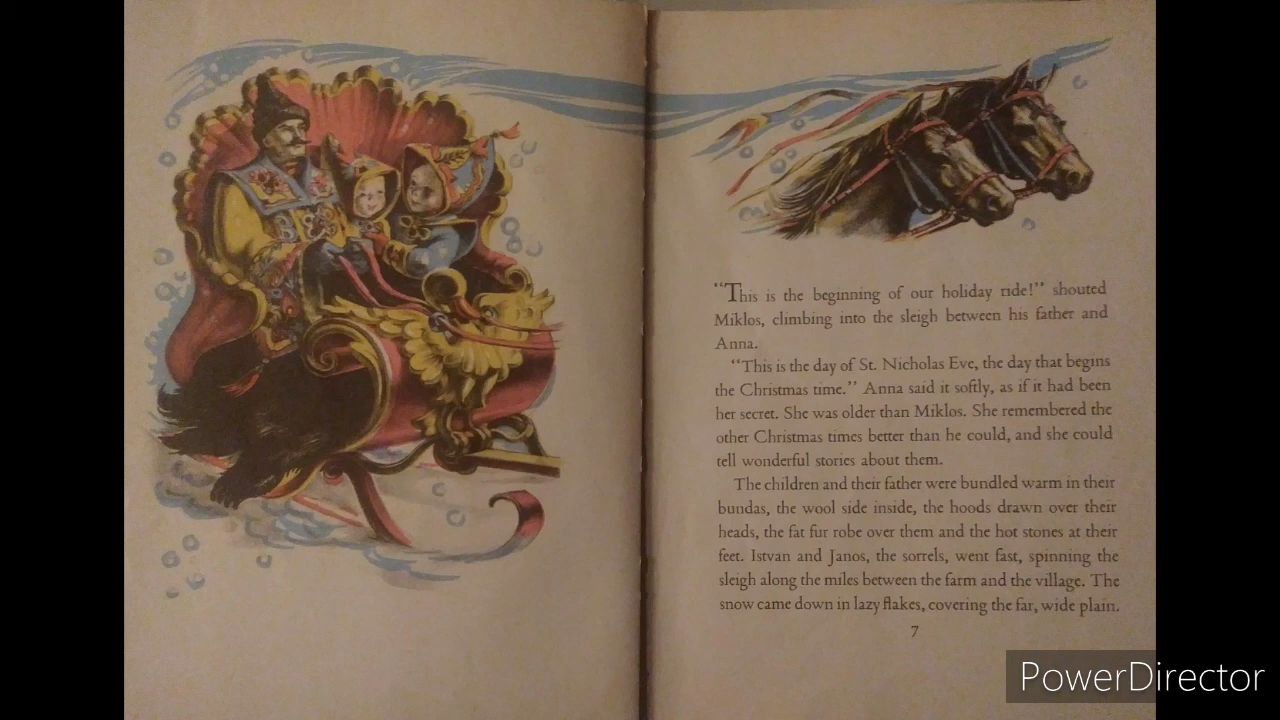 “This is the beginning of our holiday ride!” shouted
Miklos, climbing into the sleigh between his father and
Anna.
“This is the day of St. Nicholas Eve, the day that begins
the Christmas time.” Anna said it softly, as if it had been
her secret. She was older than Miklos. She remembered the
other Christmas times better than he could, and she could
tell wonderful stories about them.
The children and their father were bundled warm in their
bundas, the wool side inside, the hoods drawn over their
heads, the fat fur robe over them and the hot stones at their
feet. Istvan and Janos, the sorrels, went fast, spinning the
sleigh along the miles between the farm and the village. The
snow came down in lazy flakes, covering the far, wide plain.
7
PowerDirector